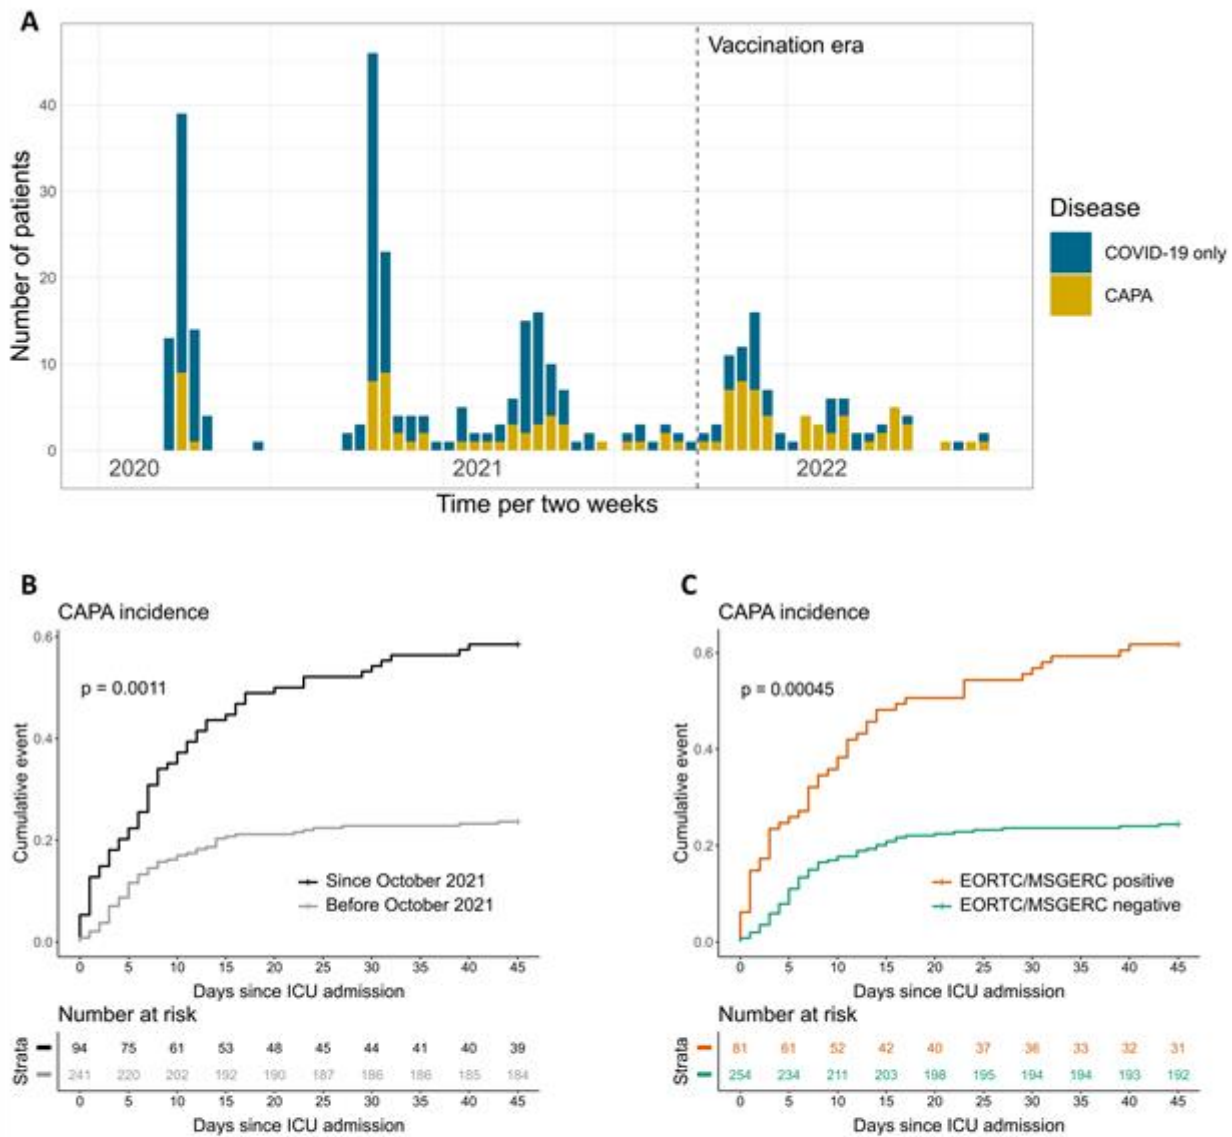 A
Vaccination era
Number of patients
40
30
20
10
0
2020 2021 2022
Time per two weeks
Disease
COVID-19 only
CAPA
B
CAPA incidence
p = 0.0011
Cumulative event
0.6
0.4
0.2
0.0
Since October 2021
Before October 2021
0 5 10 15 20 25 30 35 40 45
Days since ICU admission
Number at risk
Strata
94 75 61 53 48 45 44 41 40 39
241 220 202 192 190 187 186 186 185 184
0 5 10 15 20 25 30 35 40 45
Days since ICU admission
C
CAPA incidence
p = 0.00045
Cumulative event
0.6
0.4
0.2
0.0
EORTC/MSGERC positive
EORTC/MSGERC negative
0 5 10 15 20 25 30 35 40 45
Days since ICU admission
Number at risk
Strata
81 61 52 42 40 37 36 33 32 31
254 234 211 203 198 195 194 194 193 192
0 5 10 15 20 25 30 35 40 45
Days since ICU admission